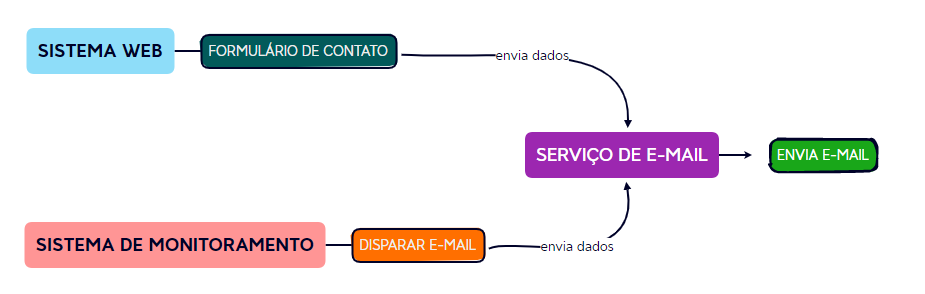 SISTEMA WEB
FORMULÁRIO DE CONTATO
envia dados
SERVIÇO DE E-MAIL
ENVIA E-MAIL
SISTEMA DE MONITORAMENTO
DISPARAR E-MAIL
envia dados